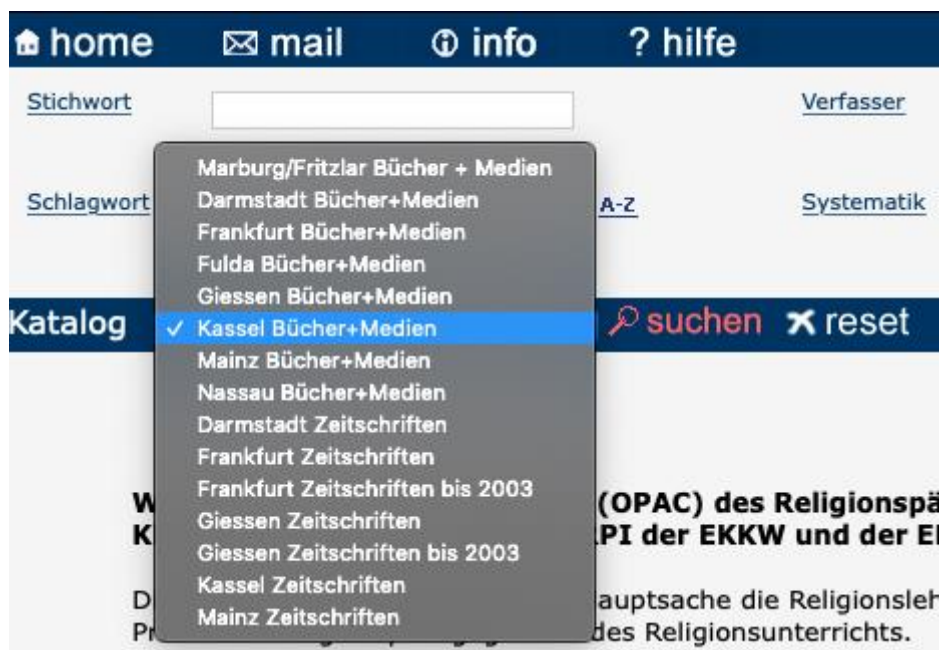 home mail info ? hilfe
Stichwort Verfasser
Marburg/Fritzlar Bücher + Medien
Schlagwort Darmstadt Bücher+Medien A-Z Systematik
Frankfurt Bücher+Medien
Fulda Bücher+Medien
Giessen Bücher+Medien
Katalog ✓ Kassel Bücher+Medien suchen reset
Mainz Bücher+Medien
Nassau Bücher+Medien
Darmstadt Zeitschriften
Frankfurt Zeitschriften
Frankfurt Zeitschriften bis 2003
(OPAC) des Religionspä
Giessen Zeitschriften
PI der EKKW und der
Giessen Zeitschriften bis 2003
Kassel Zeitschriften
auptsache die Religionsleh
Mainz Zeitschriften
des Religionsunterrichts.